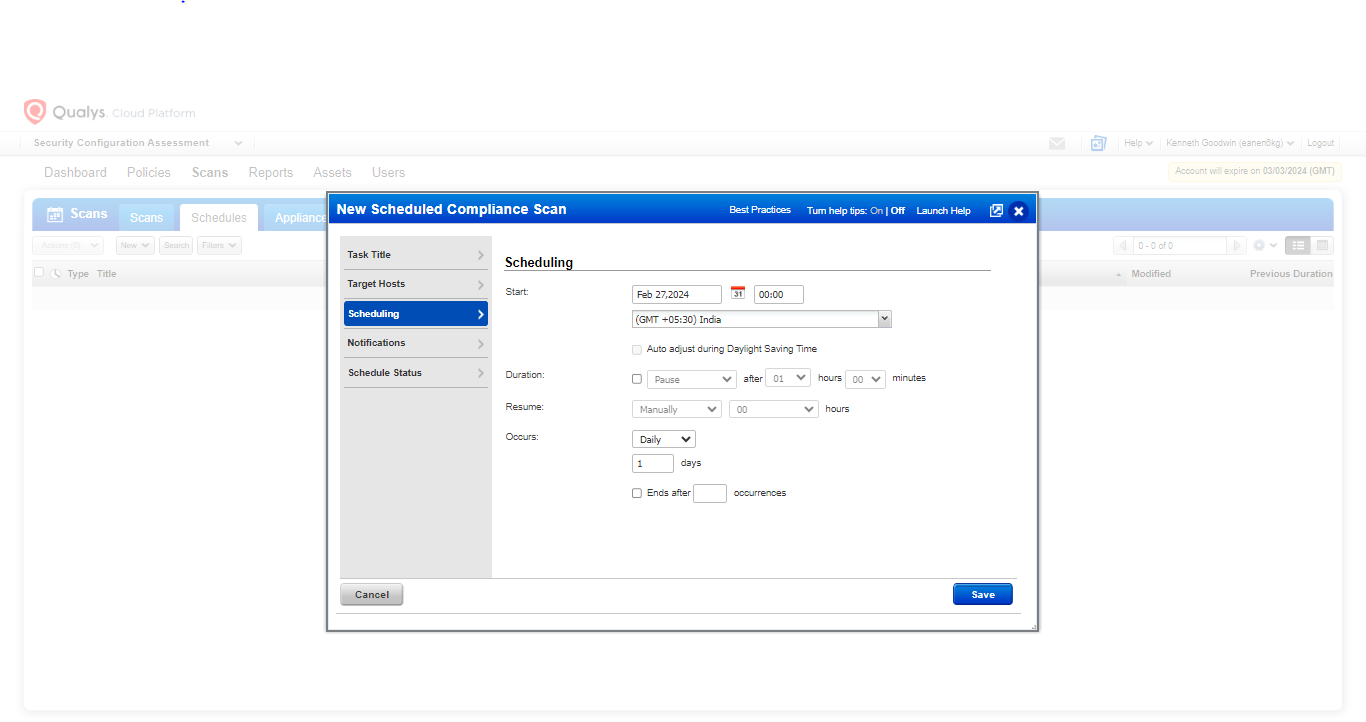 Qualys. Cloud Platform
Security Configuration Assessment
Help Kenneth Goodwin (eanen8kg) Logout
Dashboard Policies Scans Reports Assets Users
Account will expire on 03/03/2024 (GMT)
Scans Scans Schedules Appliance
Actions (0) New Search Filters
0 - 0 of 0
Type Title
Modified Previous Duration
New Scheduled Compliance Scan
Best Practices Turn help tips: On | Off Launch Help
Task Title
Target Hosts
Scheduling
Notifications
Schedule Status
Scheduling
Start: Feb 27,2024 31 00:00
(GMT +05:30) India
Auto adjust during Daylight Saving Time
Duration: Pause after 01 hours 00 minutes
Resume: Manually 00 hours
Occurs: Daily
1 days
Ends after occurrences
Cancel Save